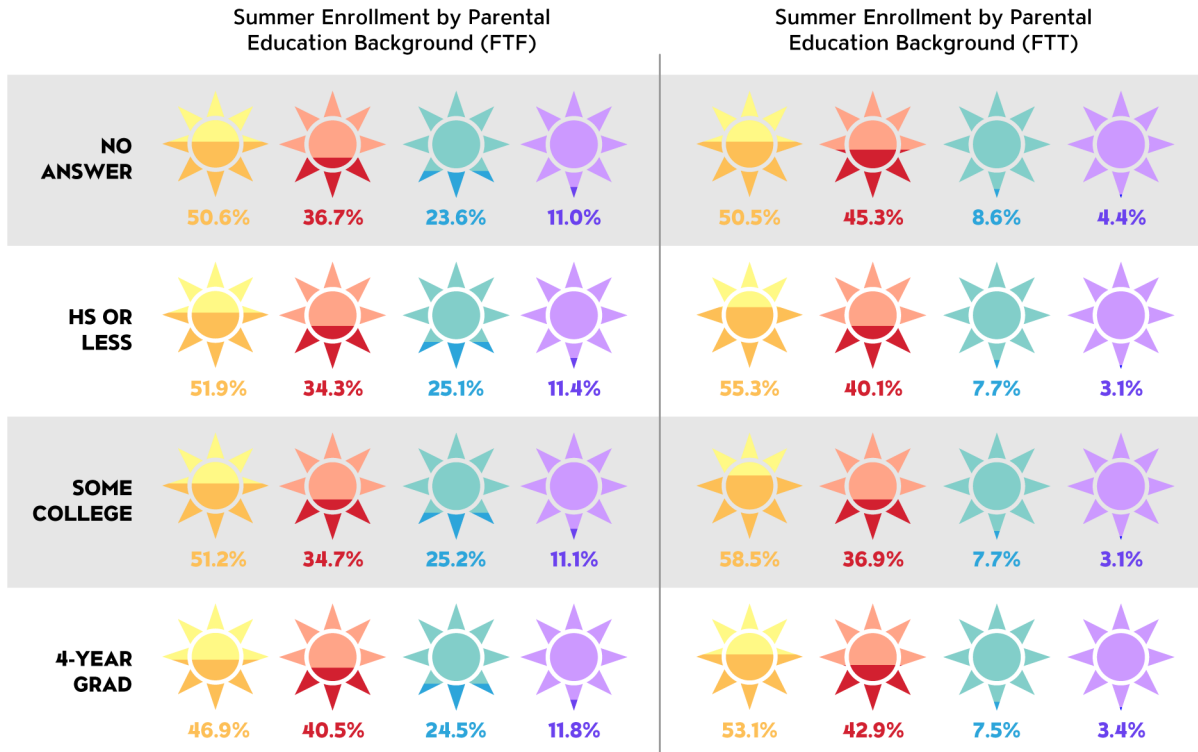 Summer Enrollment by Parental
Education Background (FTF)
Summer Enrollment by Parental
Education Background (FTT)
NO
ANSWER
50.6% 36.7% 23.6% 11.0% 50.5% 45.3% 8.6% 4.4%
HS OR
LESS
51.9% 34.3% 25.1% 11.4% 55.3% 40.1% 7.7% 3.1%
SOME
COLLEGE
51.2% 34.7% 25.2% 11.1% 58.5% 36.9% 7.7% 3.1%
4-YEAR
GRAD
46.9% 40.5% 24.5% 11.8% 53.1% 42.9% 7.5% 3.4%